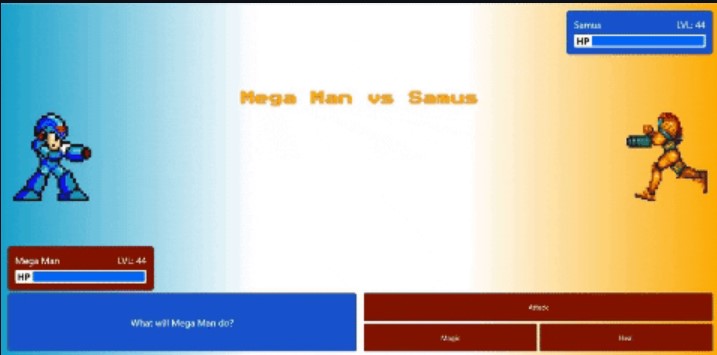 Samus LVL: 44
HP
Mega Man vs Samus
Mega Man LVL: 44
HP
What will Mega Man do?
Attack
Magic
Heal